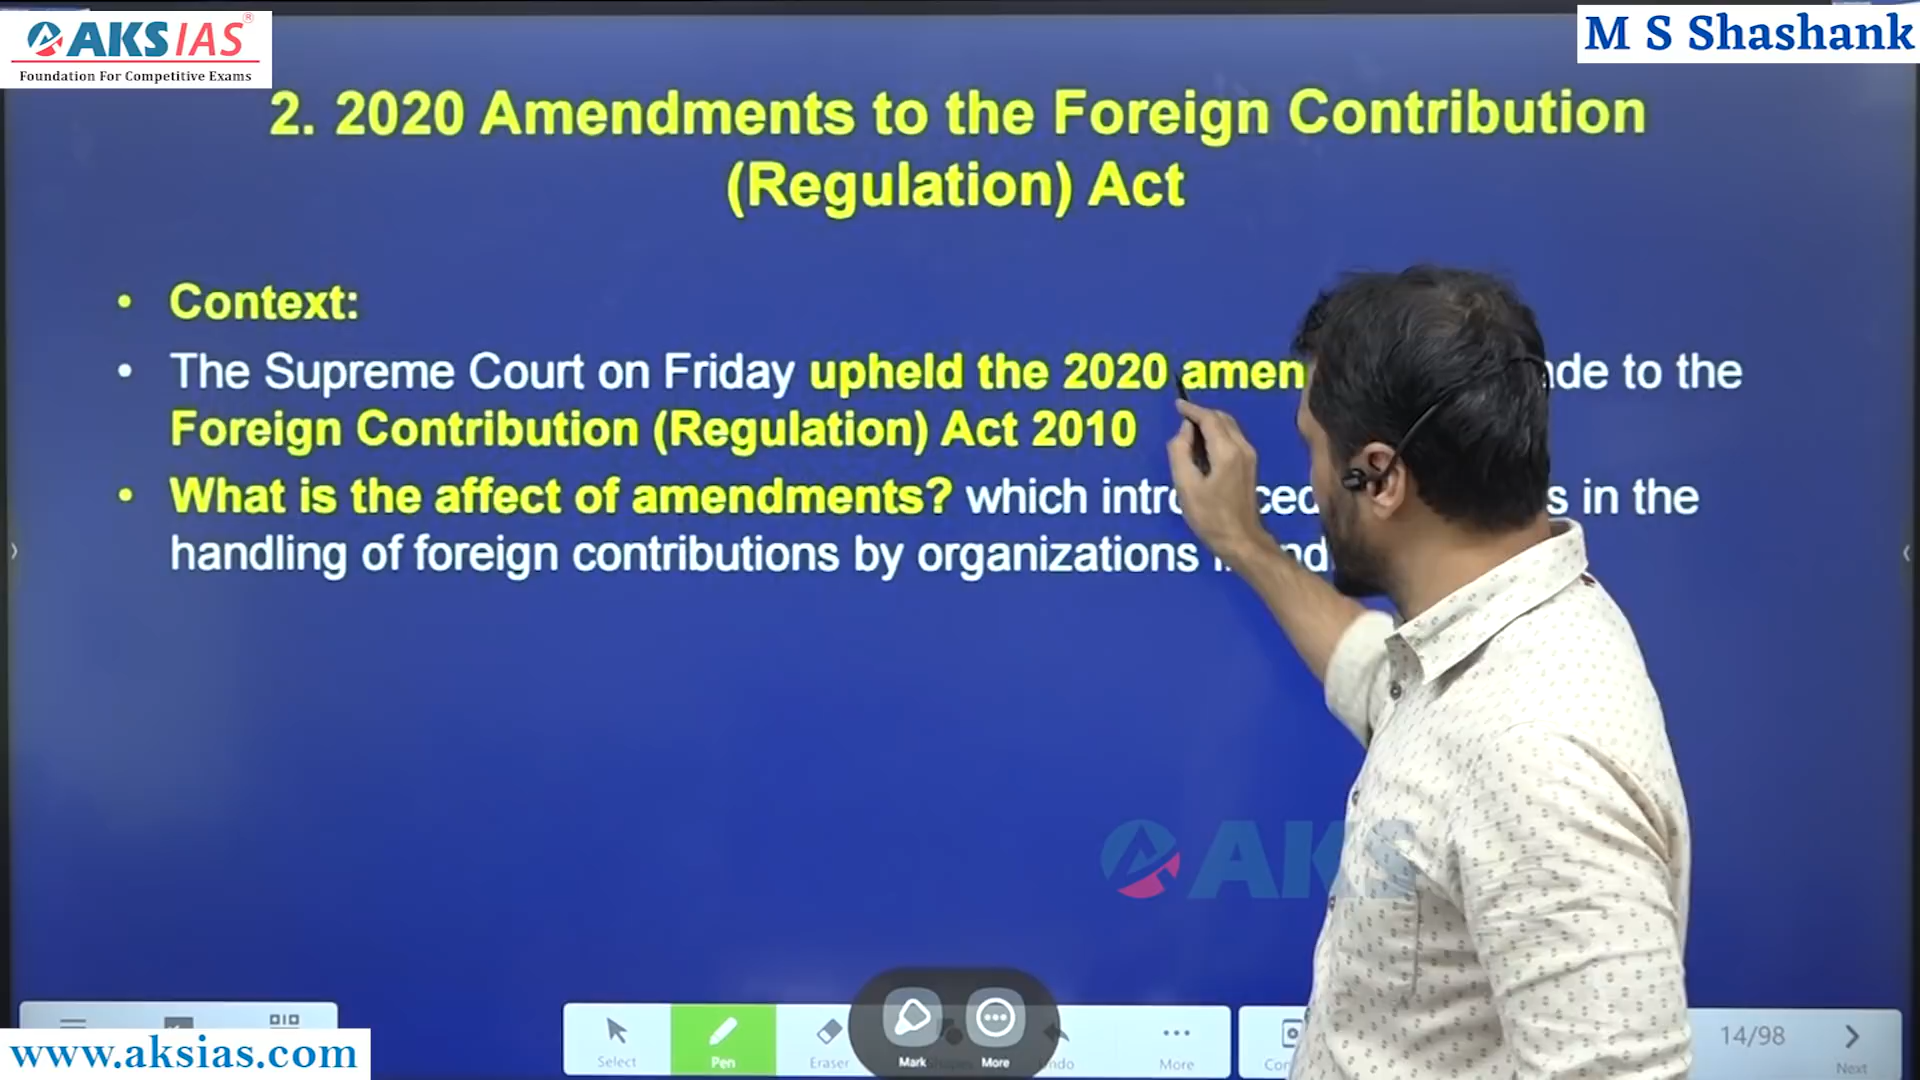 AKS IAS®
Foundation For Competitive Exams
M S Shashank
2. 2020 Amendments to the Foreign Contribution
(Regulation) Act
• Context:
• The Supreme Court on Friday upheld the 2020 to the
Foreign Contribution (Regulation) Act 2010
• What is the affect of amendments? which in the
handling of foreign contributions by organizations
AKS
Select
Pen
Eraser
Mark
More
More
14/98
Next
www.aksias.com